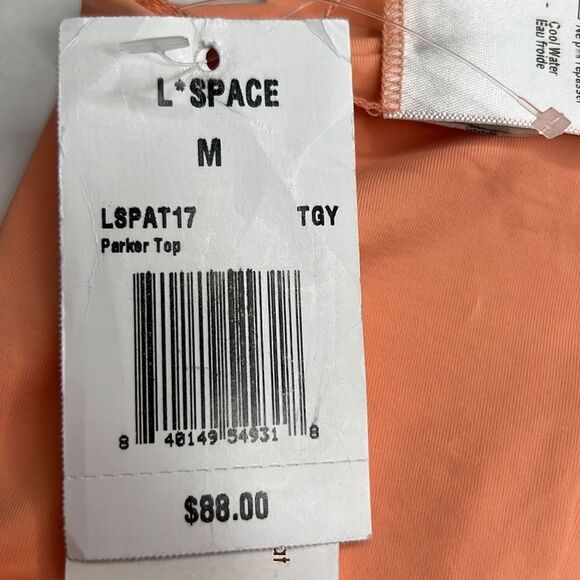 L*SPACE
M
LSPAT17 TGY
Parker Top
8 40149 54931 8
$88.00
Cool Water
Eau froide